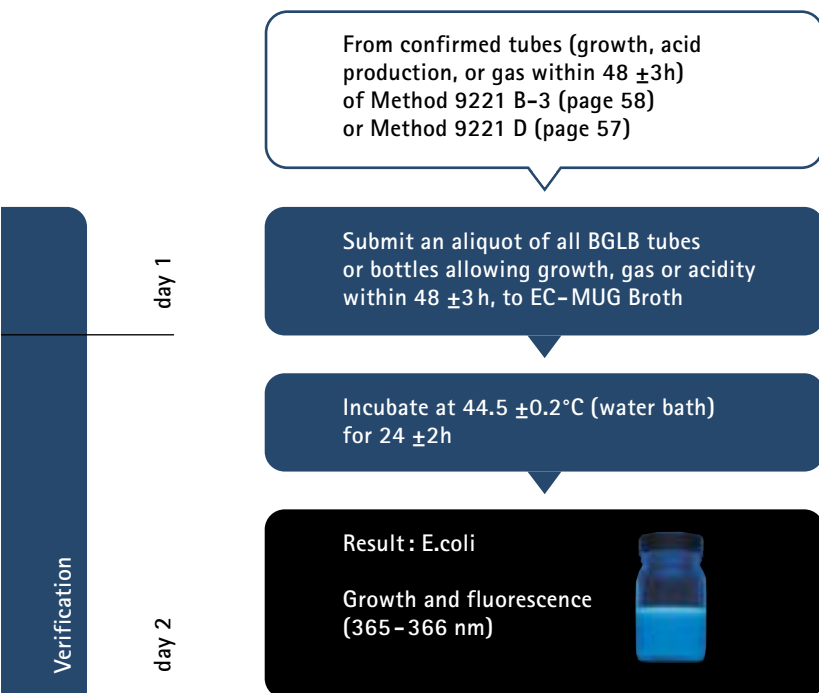 From confirmed tubes (growth, acid
production, or gas within 48 ±3h)
of Method 9221 B-3 (page 58)
or Method 9221 D (page 57)
day 1
Submit an aliquot of all BGLB tubes
or bottles allowing growth, gas or acidity
within 48 ±3 h, to EC-MUG Broth
Incubate at 44.5 ±0.2°C (water bath)
for 24 ±2h
Verification
day 2
Result: E.coli
Growth and fluorescence
(365-366 nm)